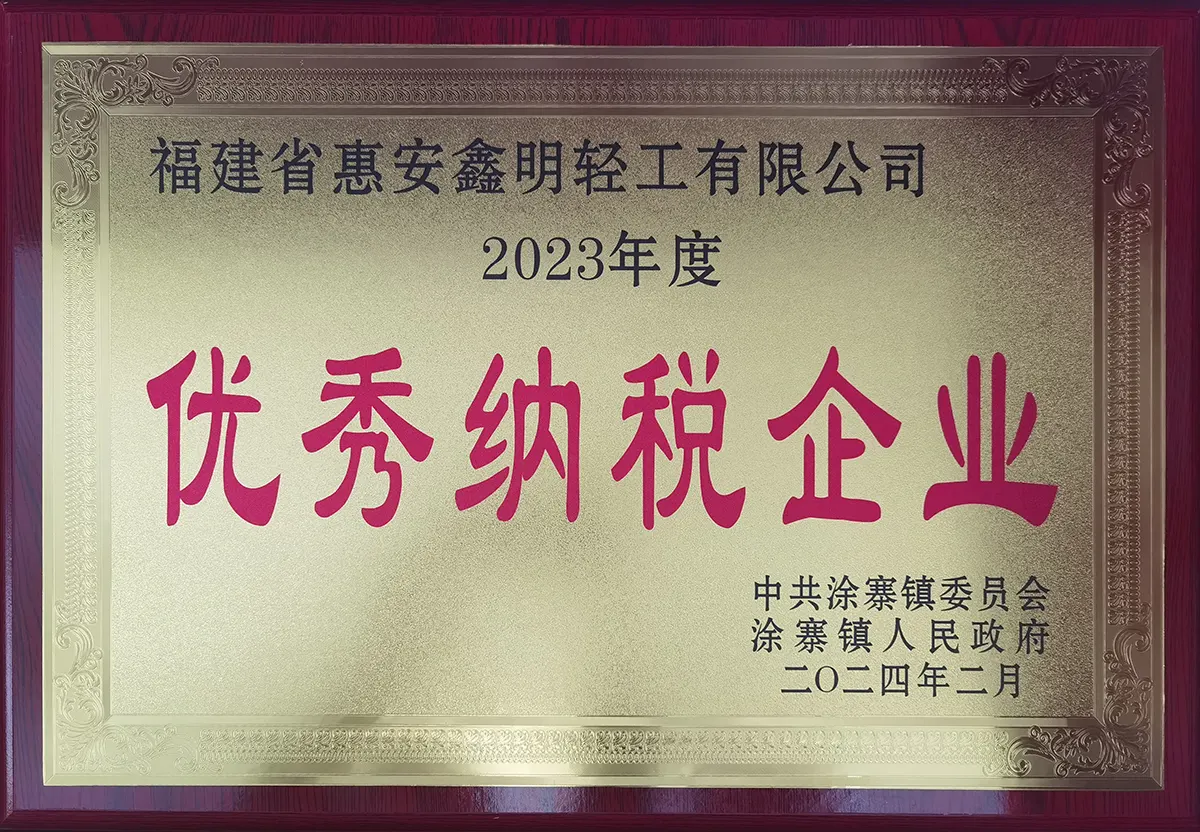 福建省惠安鑫明轻工有限公司
2023年度
优秀纳税企业
中共涂寨镇委员会
涂寨镇人民政府
二〇二四年二月